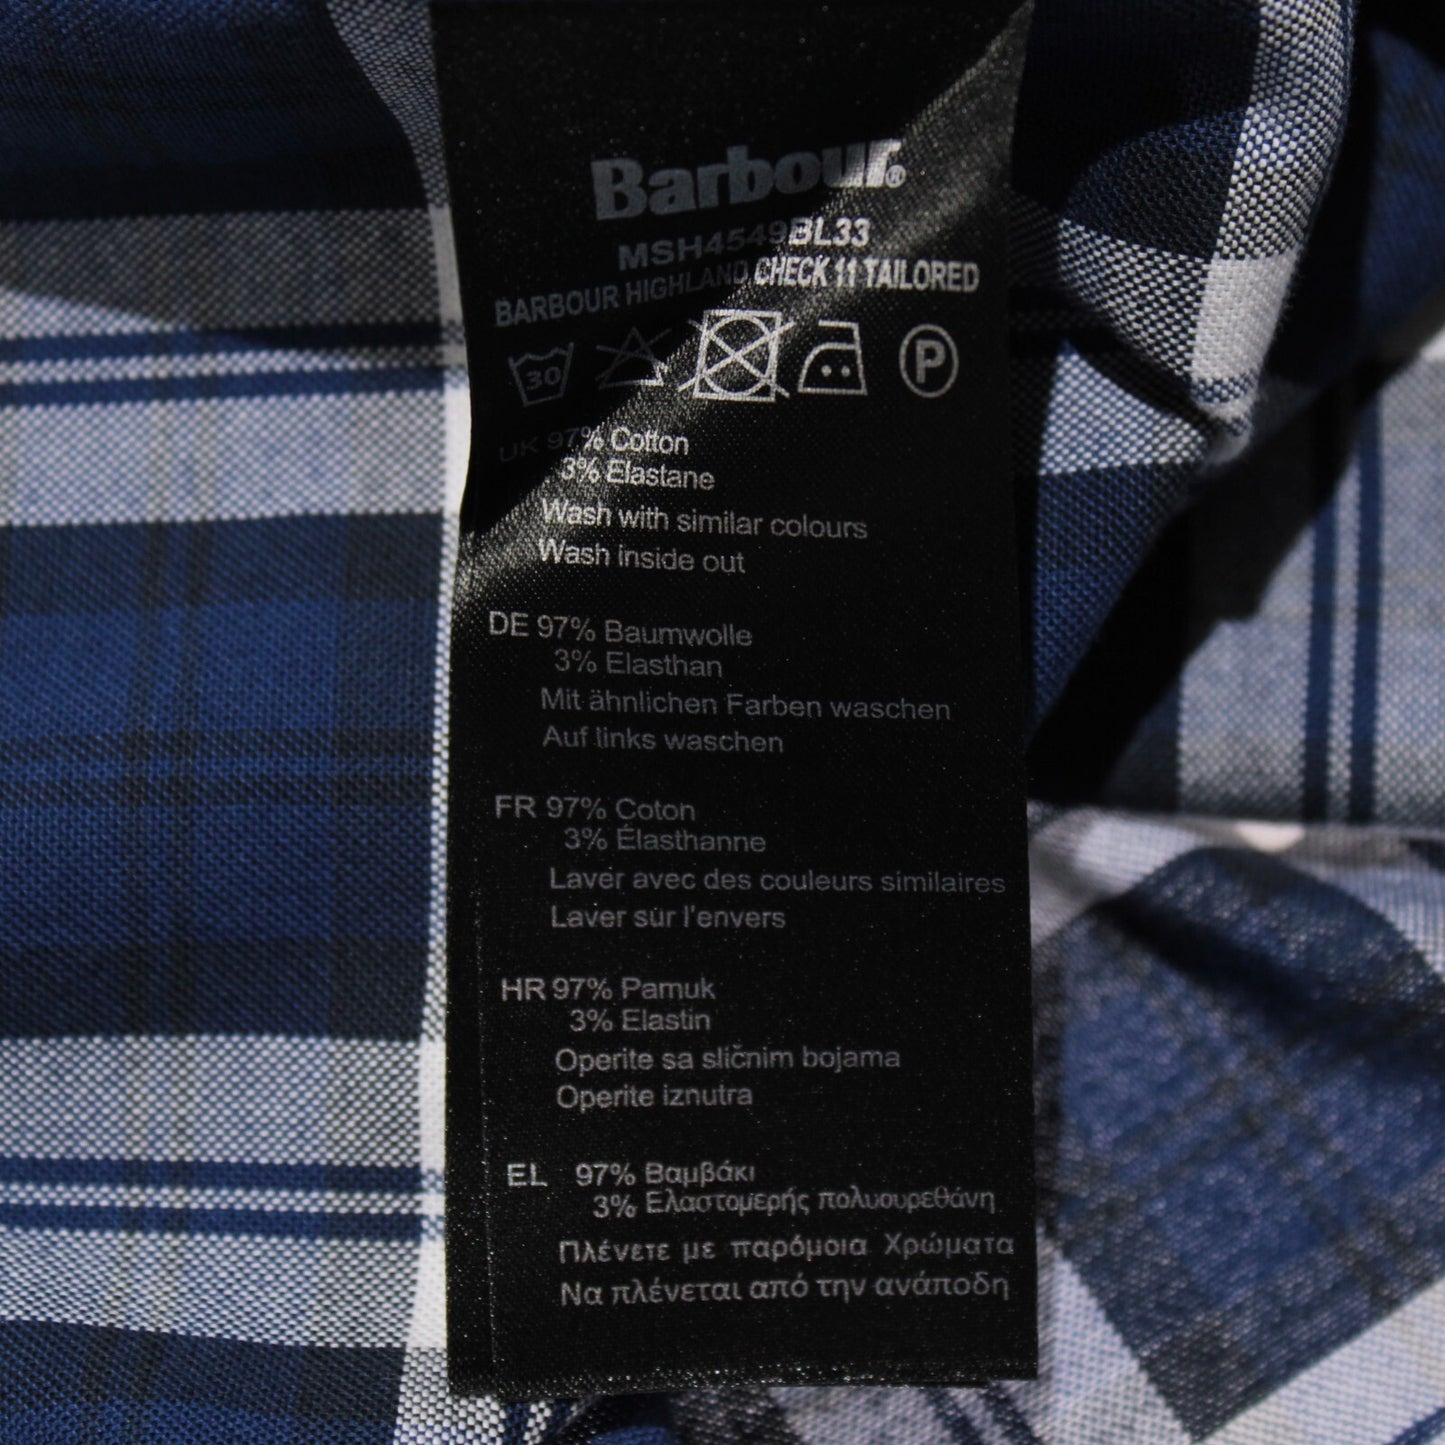 Barbour®
MSH4549BL33
BARBOUR HIGHLAND CHECK 11 TAILORED
30 P
UK 97% Cotton
3% Elastane
Wash with similar colours
Wash inside out
DE 97% Baumwolle
3% Elasthan
Mit ähnlichen Farben waschen
Auf links waschen
FR 97% Coton
3% Élasthanne
Laver avec des couleurs similaires
Laver sur l'envers
HR 97% Pamuk
3% Elastin
Operite sa sličnim bojama
Operite iznutra
EL 97% Βαμβάκι
3% Ελαστομερής πολυουρεθάνη
Πλένετε με παρόμοια Χρώματα
Να πλένεται από την ανάποδη